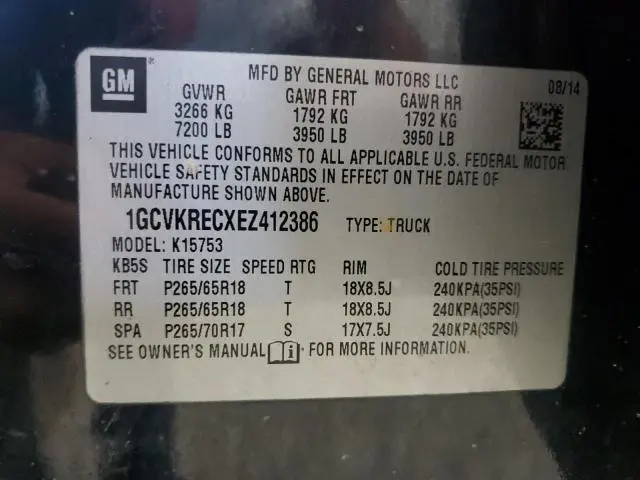 GM
MFD BY GENERAL MOTORS LLC 08/14
GVWR GAWR FRT GAWR RR
3266 KG 1792 KG 1792 KG
7200 LB 3950 LB 3950 LB
THIS VEHICLE CONFORMS TO ALL APPLICABLE U.S. FEDERAL MOTOR
VEHICLE SAFETY STANDARDS IN EFFECT ON THE DATE OF
MANUFACTURE SHOWN ABOVE.
1GCVKRECXEZ412386 TYPE: TRUCK
MODEL: K15753
KB5S TIRE SIZE SPEED RTG RIM COLD TIRE PRESSURE
FRT P265/65R18 T 18X8.5J 240KPA(35PSI)
RR P265/65R18 T 18X8.5J 240KPA(35PSI)
SPA P265/70R17 S 17X7.5J 240KPA(35PSI)
SEE OWNER'S MANUAL FOR MORE INFORMATION.